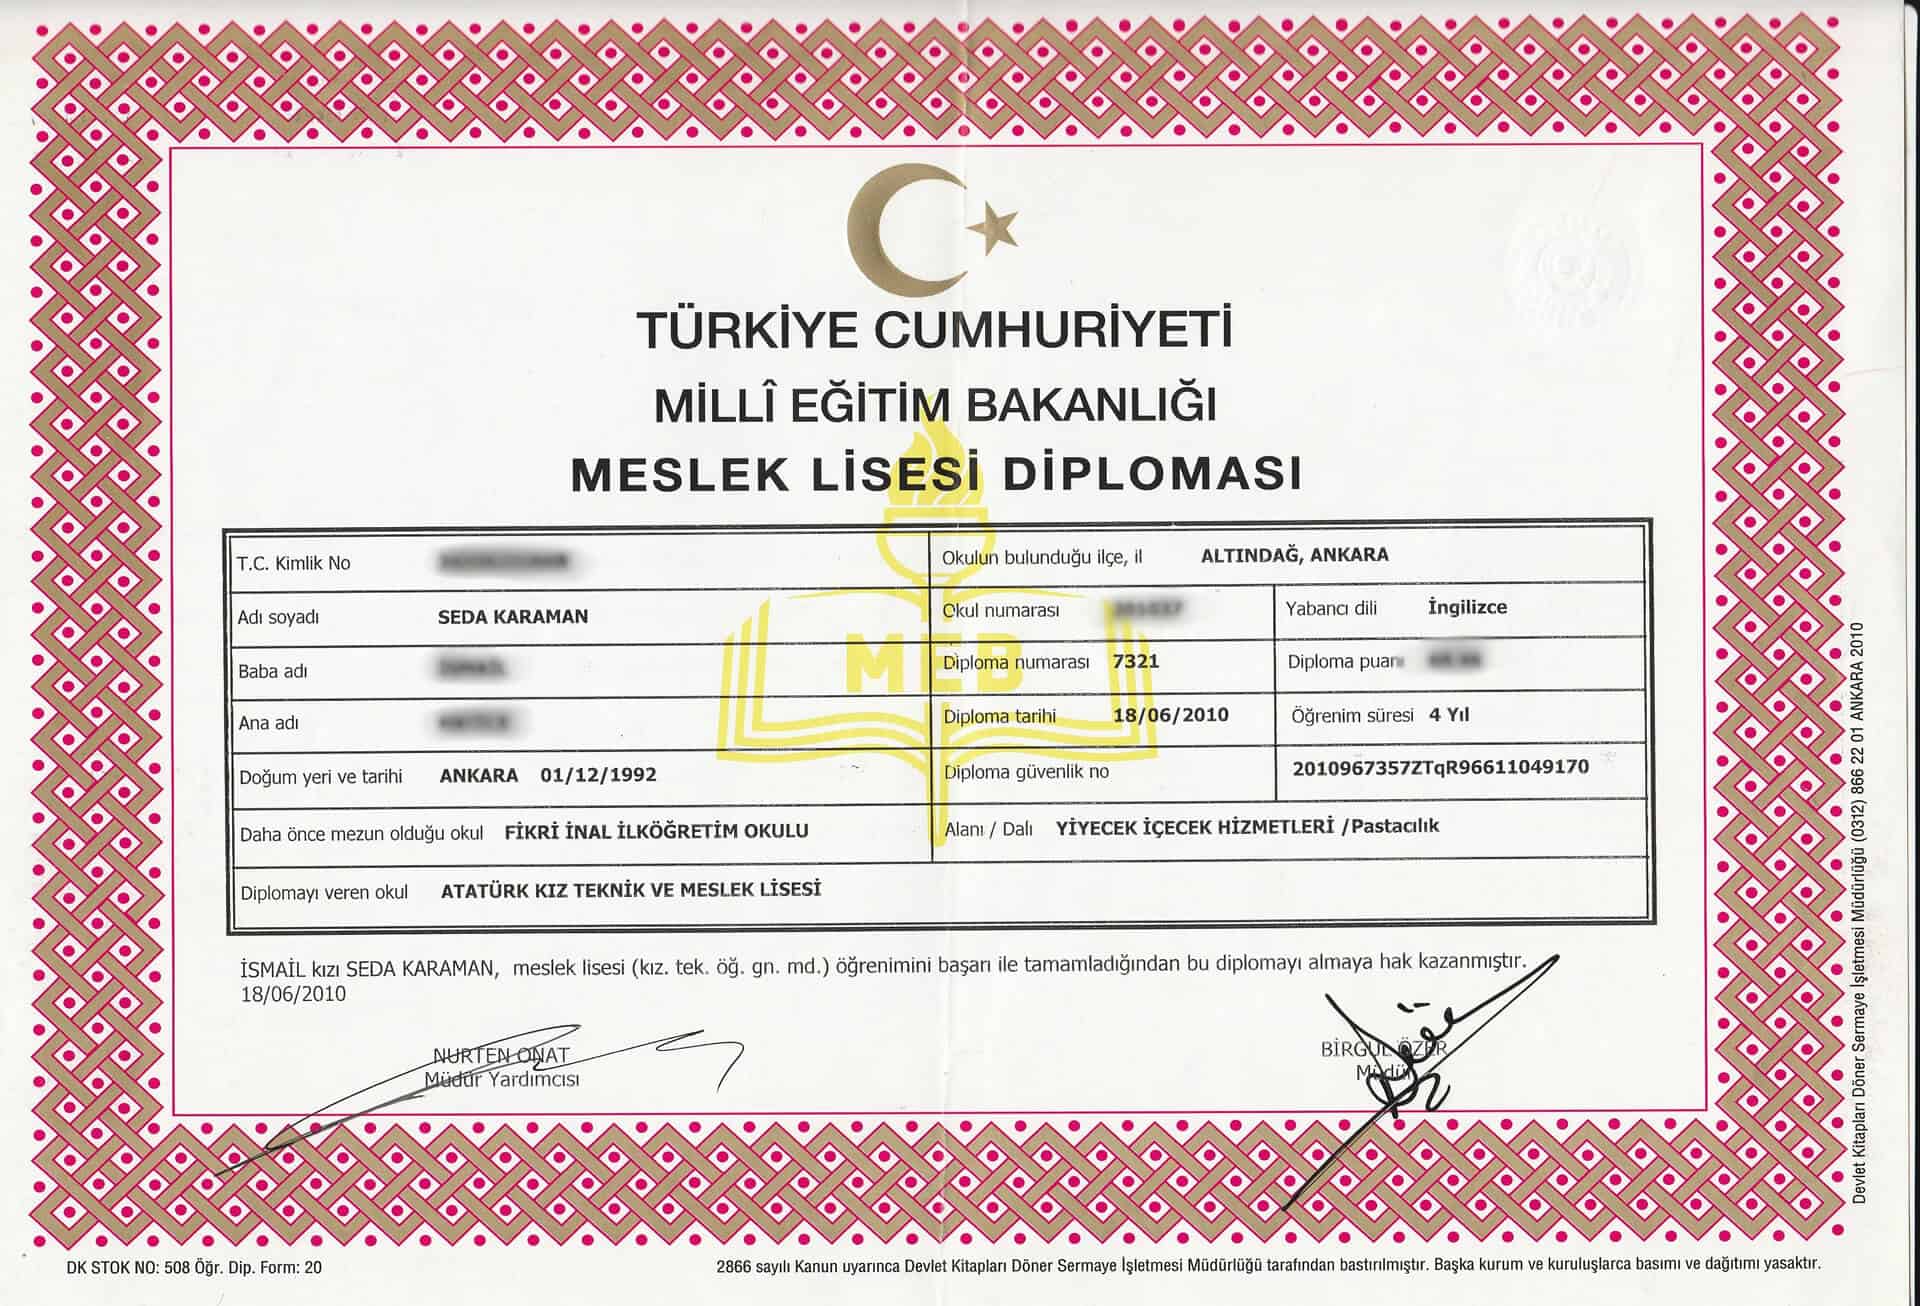 TÜRKİYE CUMHURİYETİ
MİLLÎ EĞİTİM BAKANLIĞI
MESLEK LİSESİ DİPLOMASI
MEB
T.C. Kimlik No
Okulun bulunduğu ilçe, il ALTINDAĞ, ANKARA
Adı soyadı SEDA KARAMAN
Okul numarası
Yabancı dili İngilizce
Baba adı
Diploma numarası 7321
Diploma puanı
Ana adı
Diploma tarihi 18/06/2010
Öğrenim süresi 4 Yıl
Doğum yeri ve tarihi ANKARA 01/12/1992
Diploma güvenlik no 2010967357ZTqR96611049170
Daha önce mezun olduğu okul FİKRİ İNAL İLKÖĞRETİM OKULU
Alanı / Dalı YİYECEK İÇECEK HİZMETLERİ /Pastacılık
Diplomayı veren okul ATATÜRK KIZ TEKNİK VE MESLEK LİSESİ
İSMAİL kızı SEDA KARAMAN, meslek lisesi (kız. tek. öğ. gn. md.) öğrenimini başarı ile tamamladığından bu diplomayı almaya hak kazanmıştır.
18/06/2010
NURTEN ONAT
Müdür Yardımcısı
BİRGÜL ÖZER
Müdür
DK STOK NO: 508 Öğr. Dip. Form: 20
2866 sayılı Kanun uyarınca Devlet Kitapları Döner Sermaye İşletmesi Müdürlüğü tarafından bastırılmıştır. Başka kurum ve kuruluşlarca basımı ve dağıtımı yasaktır.
Devlet Kitapları Döner Sermaye İşletmesi Müdürlüğü (0312) 866 22 01 ANKARA 2010